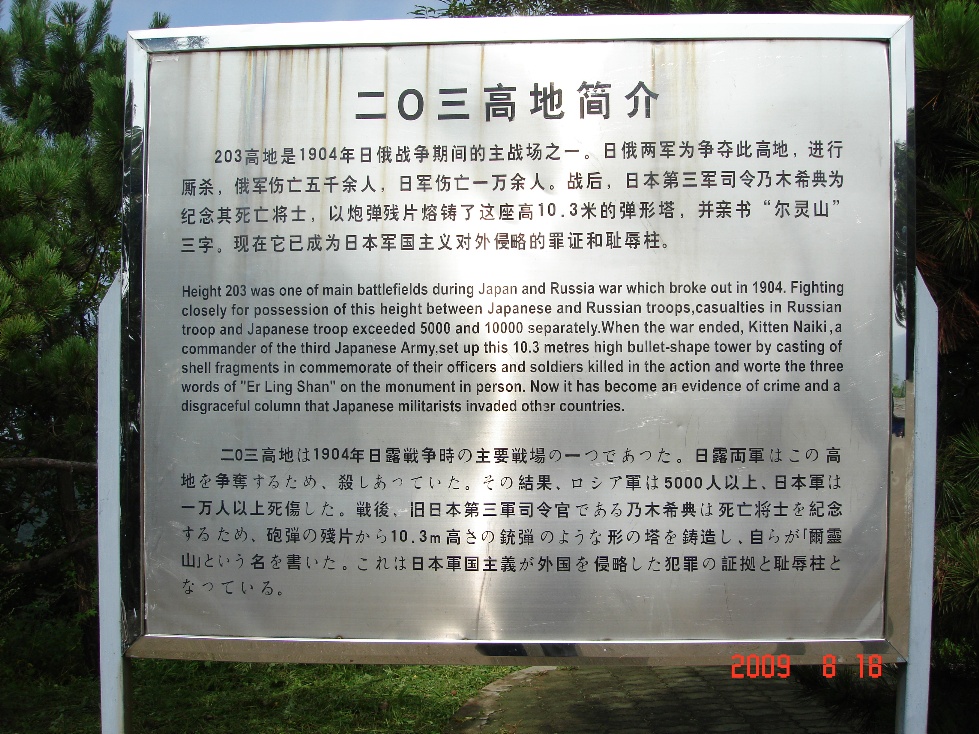 二〇三高地简介
203高地是1904年日俄战争期间的主战场之一。日俄两军为争夺此高地，进行
厮杀，俄军伤亡五千余人，日军伤亡一万余人。战后，日本第三军司令乃木希典为
纪念其死亡将士，以炮弹残片熔铸了这座高10.3米的弹形塔，并亲书“尔灵山”
三字。现在它已成为日本军国主义对外侵略的罪证和耻辱柱。
Height 203 was one of main battlefields during Japan and Russia war which broke out in 1904. Fighting
closely for possession of this height between Japanese and Russian troops,casualties in Russian
troop and Japanese troop exceeded 5000 and 10000 separately.When the war ended, Kitten Naiki,a
commander of the third Japanese Army,set up this 10.3 metres high bullet-shape tower by casting of
shell fragments in commemorate of their officers and soldiers killed in the action and worte the three
words of "Er Ling Shan" on the monument in person. Now it has become an evidence of crime and a
disgraceful column that Japanese militarists invaded other countries.
二〇三高地は1904年日露戦争時の主要戦場の一つであつた。日露両軍はこの高
地を争奪するため、殺しあっていた。その結果、ロシア軍は5000人以上、日本軍は
一万人以上死傷した。戦後、旧日本第三軍司令官である乃木希典は死亡将士を紀念
するため、砲弾の残片から10.3m高さの銃弾のような形の塔を鋳造し、自らが「爾靈
山」という名を書いた。これは日本軍国主義が外国を侵略した犯罪の証拠と耻辱柱と
なっている。
2009 8 18